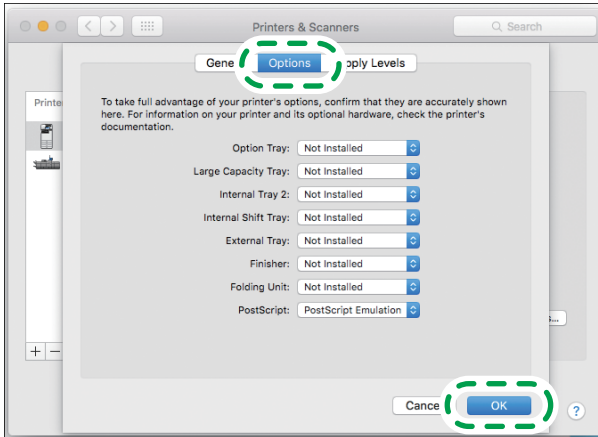 Printers & Scanners
Search
Gene
Options
pply Levels
Printe
To take full advantage of your printer's options, confirm that they are accurately shown
here. For information on your printer and its optional hardware, check the printer's
documentation.
Option Tray: Not Installed
Large Capacity Tray: Not Installed
Internal Tray 2: Not Installed
Internal Shift Tray: Not Installed
External Tray: Not Installed
Finisher: Not Installed
Folding Unit: Not Installed
PostScript: PostScript Emulation
s...
+ −
Cance
OK
?